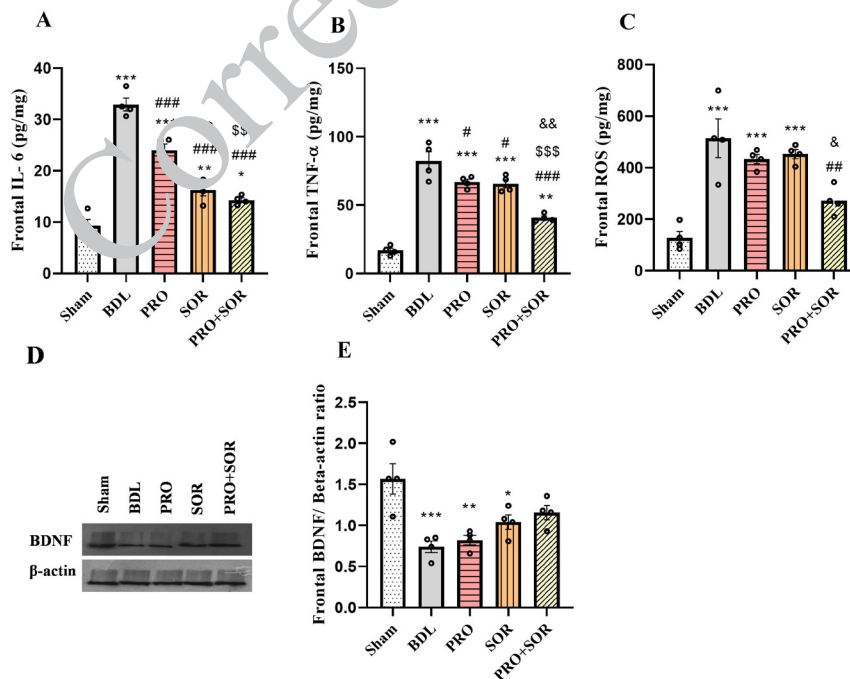 Correc
A
Frontal IL- 6 (pg/mg)
40
30
20
10
0
***
###
***
###
**
$$
###
*
Sham
BDL
PRO
SOR
PRO+SOR
B
Frontal TNF-α (pg/mg)
150
100
50
0
***
#
***
#
***
&&
$$$
###
**
Sham
BDL
PRO
SOR
PRO+SOR
C
Frontal ROS (pg/mg)
800
600
400
200
0
***
***
***
&
##
Sham
BDL
PRO
SOR
PRO+SOR
D
Sham
BDL
PRO
SOR
PRO+SOR
BDNF
β-actin
E
Frontal BDNF/ Beta-actin ratio
2.5
2.0
1.5
1.0
0.5
0.0
***
**
*
Sham
BDL
PRO
SOR
PRO+SOR